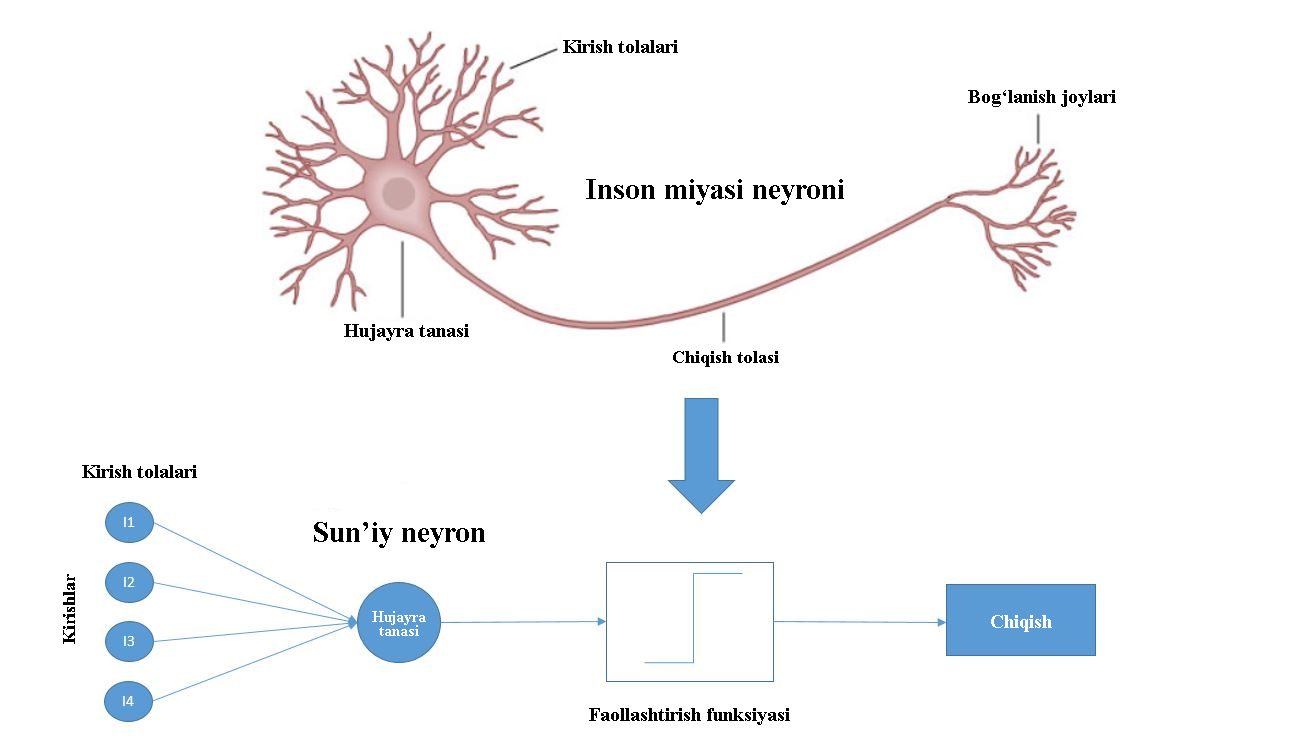 Kirish tolalari
Bog‘lanish joylari
Inson miyasi neyroni
Hujayra tanasi
Chiqish tolasi
Kirish tolalari
Sun’iy neyron
Kirishlar
I1
I2
I3
I4
Hujayra
tanasi
Chiqish
Faollashtirish funksiyasi